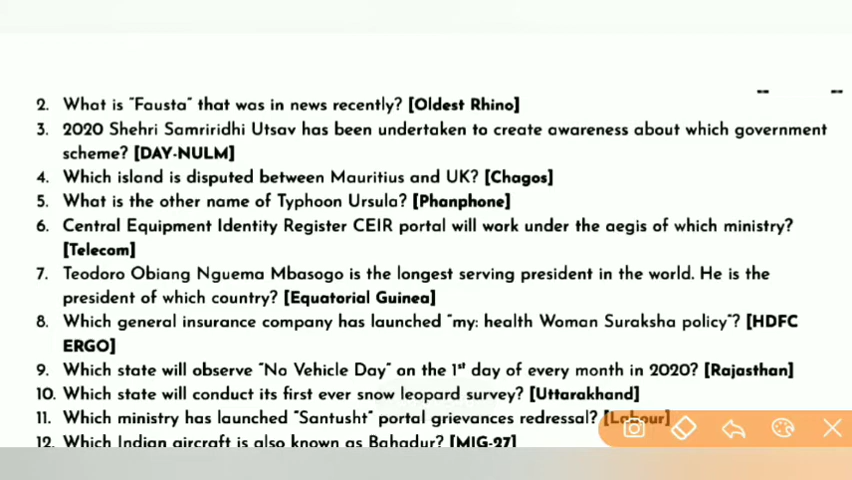 2. What is "Fausta" that was in news recently? [Oldest Rhino]
3. 2020 Shehri Samriridhi Utsav has been undertaken to create awareness about which government
scheme? [DAY-NULM]
4. Which island is disputed between Mauritius and UK? [Chagos]
5. What is the other name of Typhoon Ursula? [Phanphone]
6. Central Equipment Identity Register CEIR portal will work under the aegis of which ministry?
[Telecom]
7. Teodoro Obiang Nguema Mbasogo is the longest serving president in the world. He is the
president of which country? [Equatorial Guinea]
8. Which general insurance company has launched "my: health Woman Suraksha policy"? [HDFC
ERGO]
9. Which state will observe "No Vehicle Day" on the 1st day of every month in 2020? [Rajasthan]
10. Which state will conduct its first ever snow leopard survey? [Uttarakhand]
11. Which ministry has launched "Santusht" portal grievances redressal? [Labour]
12. Which Indian aircraft is also known as Bahadur? [MIG-27]